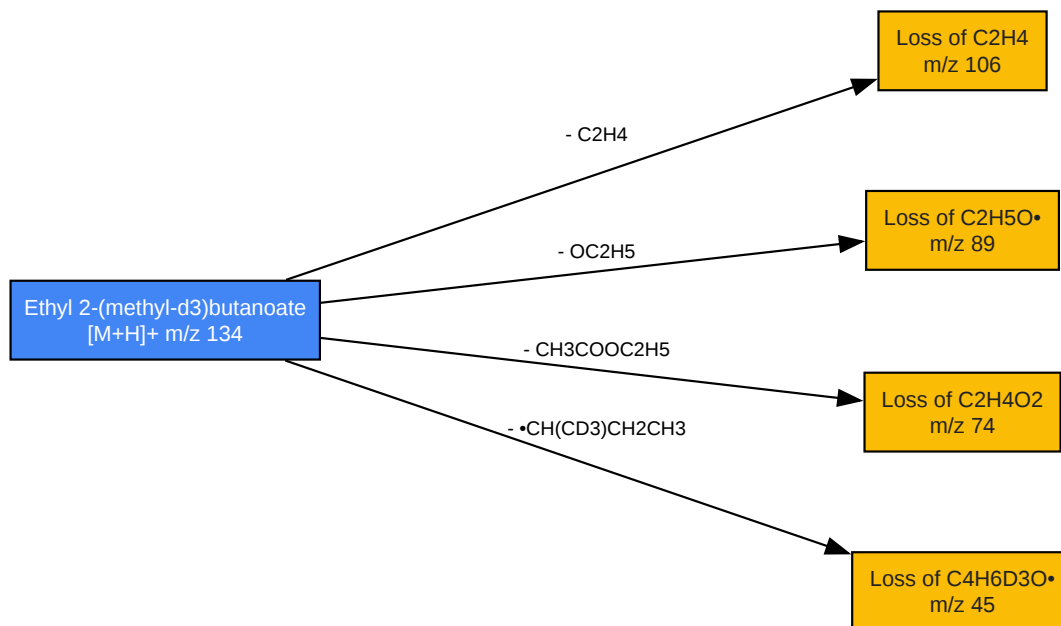 Loss of C2H4
m/z 106
- C2H4
Loss of C2H5O•
m/z 89
- OC2H5
Ethyl 2-(methyl-d3)butanoate
[M+H]+ m/z 134
- CH3COOC2H5
Loss of C2H4O2
m/z 74
- •CH(CD3)CH2CH3
Loss of C4H6D3O•
m/z 45